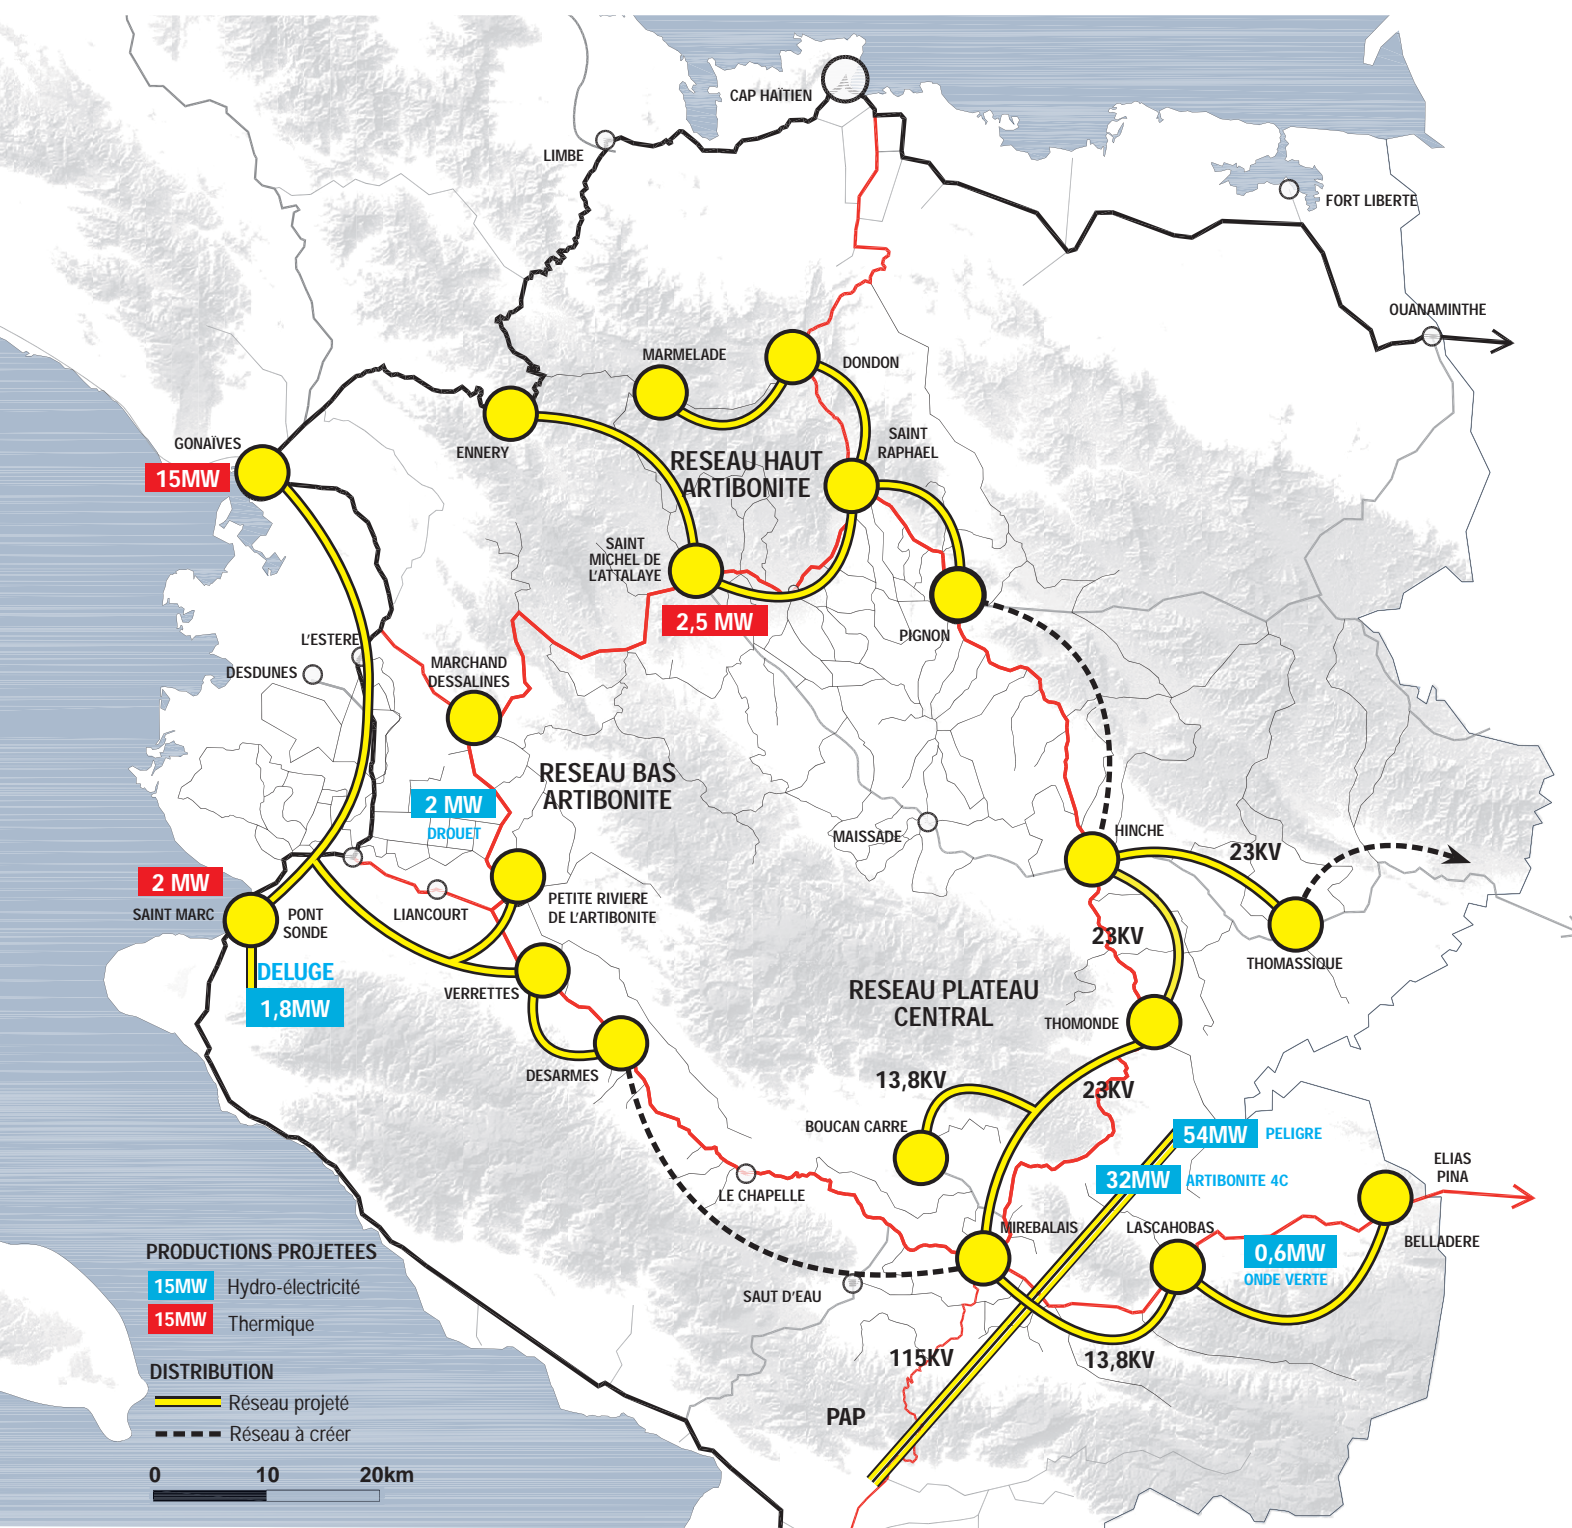 CAP HAÏTIEN
LIMBE
FORT LIBERTE
OUANAMINTHE
MARMELADE
DONDON
GONAÏVES
15MW
ENNERY
SAINT
RAPHAEL
RESEAU HAUT
ARTIBONITE
SAINT
MICHEL DE
L'ATTALAYE
2,5 MW
PIGNON
L'ESTERE
DESDUNES
MARCHAND
DESSALINES
RESEAU BAS
ARTIBONITE
2 MW
DROUET
MAISSADE
HINCHE
23KV
2 MW
SAINT MARC
PONT
SONDE
LIANCOURT
PETITE RIVIERE
DE L'ARTIBONITE
23KV
THOMASSIQUE
DELUGE
1,8MW
VERRETTES
RESEAU PLATEAU
CENTRAL
THOMONDE
DESARMES
13,8KV
23KV
BOUCAN CARRE
54MW
PELIGRE
32MW
ARTIBONITE 4C
ELIAS
PINA
LE CHAPELLE
MIREBALAIS
LASCAHOBAS
BELLADERE
0,6MW
ONDE VERTE
SAUT D'EAU
115KV
13,8KV
PAP
PRODUCTIONS PROJETEES
15MW Hydro-électricité
15MW Thermique
DISTRIBUTION
Réseau projeté
Réseau à créer
0 10 20km